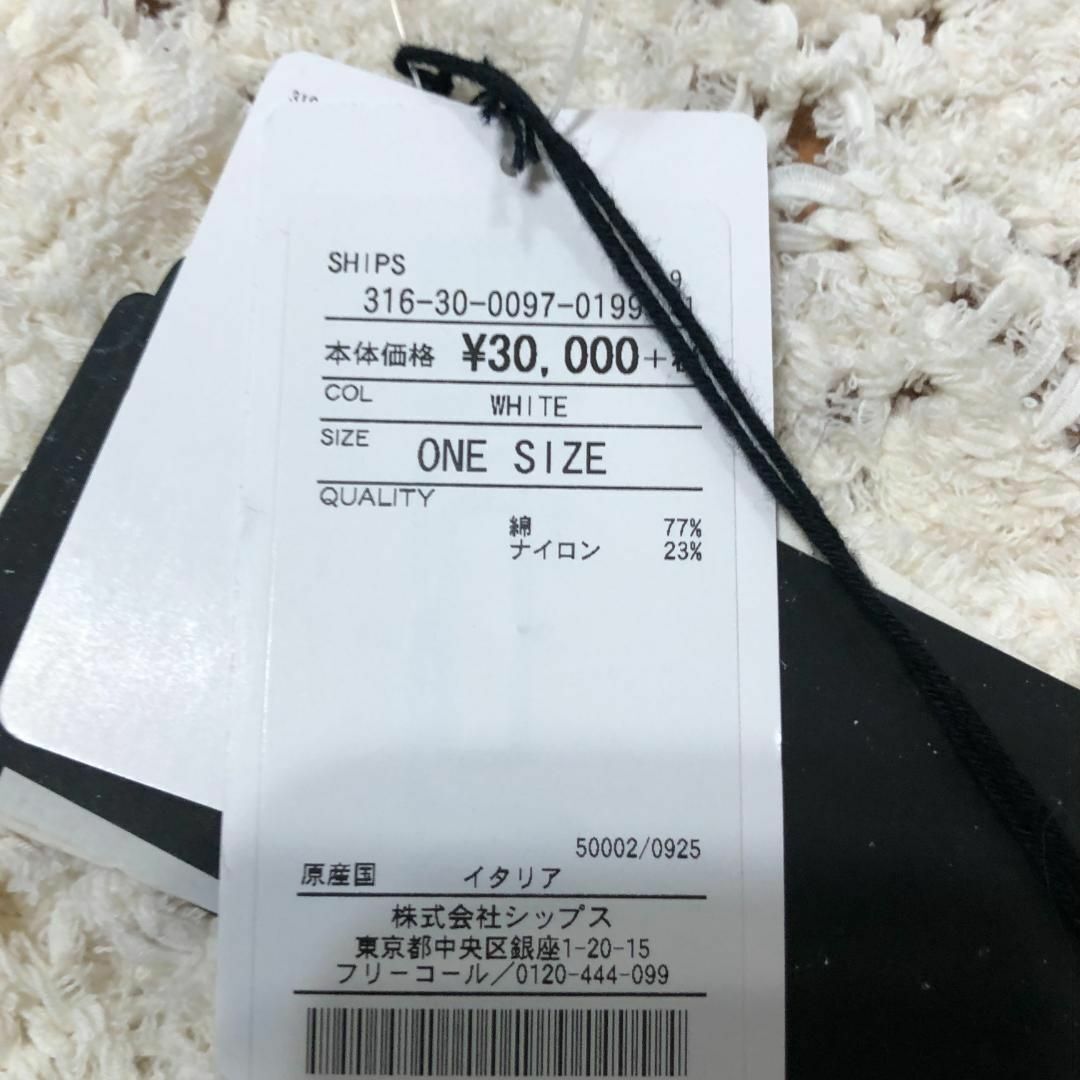 SHIPS
9
316-30-0097-0199
本体価格 ¥30,000+
COL WHITE
SIZE ONE SIZE
QUALITY
綿 77%
ナイロン 23%
50002/0925
原産国 イタリア
株式会社シップス
東京都中央区銀座1-20-15
フリーコール/0120-444-099